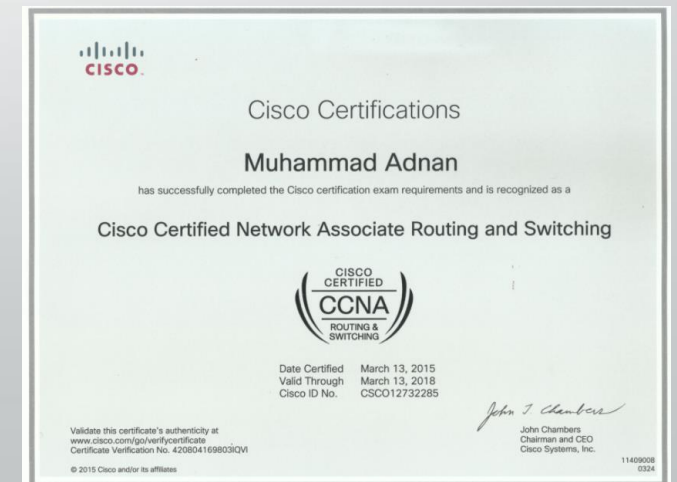 CISCO
Cisco Certifications
Muhammad Adnan
has successfully completed the Cisco certification exam requirements and is recognized as a
Cisco Certified Network Associate Routing and Switching
CISCO
CERTIFIED
CCNA
ROUTING &
SWITCHING
Date Certified March 13, 2015
Valid Through March 13, 2018
Cisco ID No. CSCO12732285
John T Chambers
John Chambers
Chairman and CEO
Cisco Systems, Inc.
Validate this certificate's authenticity at
www.cisco.com/go/verifycertificate
Certificate Verification No. 420804169803IQVI
© 2015 Cisco and/or its affiliates
11409008
0324